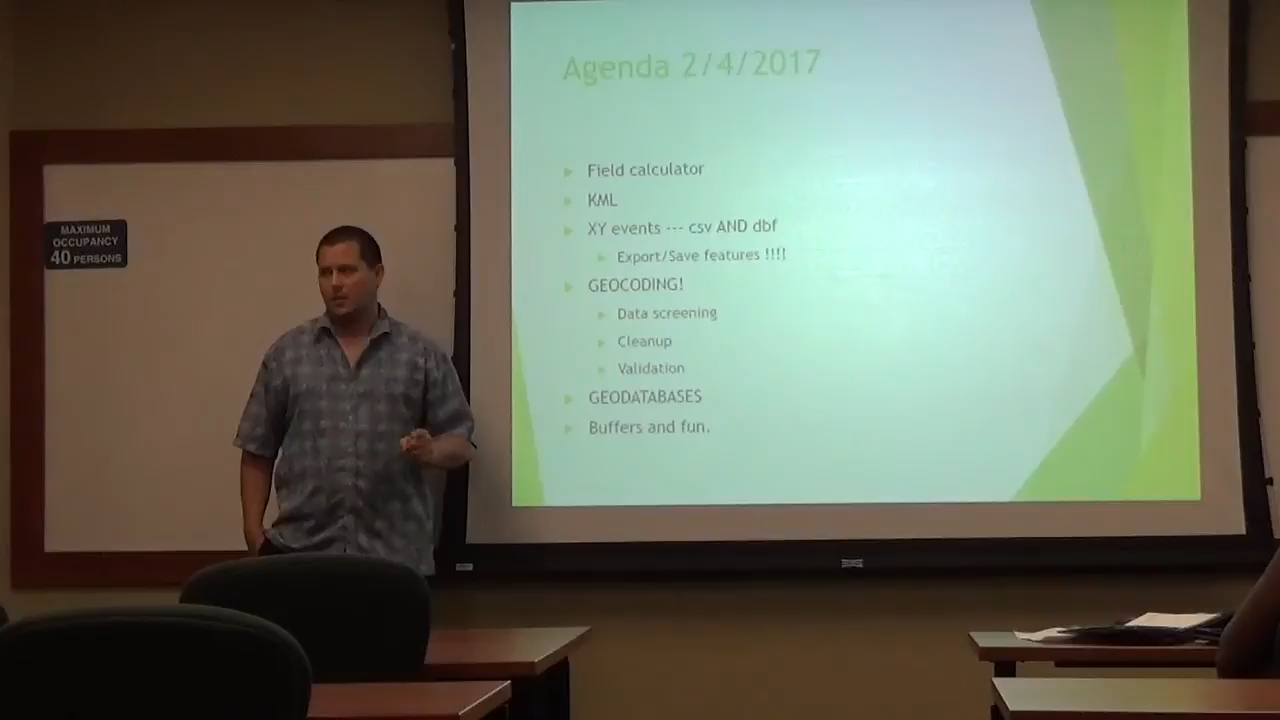 MAXIMUM
OCCUPANCY
40 PERSONS
Agenda 2/4/2017
Field calculator
KML
XY events --- csv AND dbf
Export/Save features !!!!
GEOCODING!
Data screening
Cleanup
Validation
GEODATABASES
Buffers and fun.